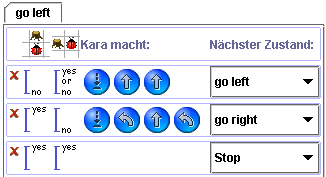 go left
Kara macht: Nächster Zustand:
no yes or no go left
yes no go right
yes yes Stop